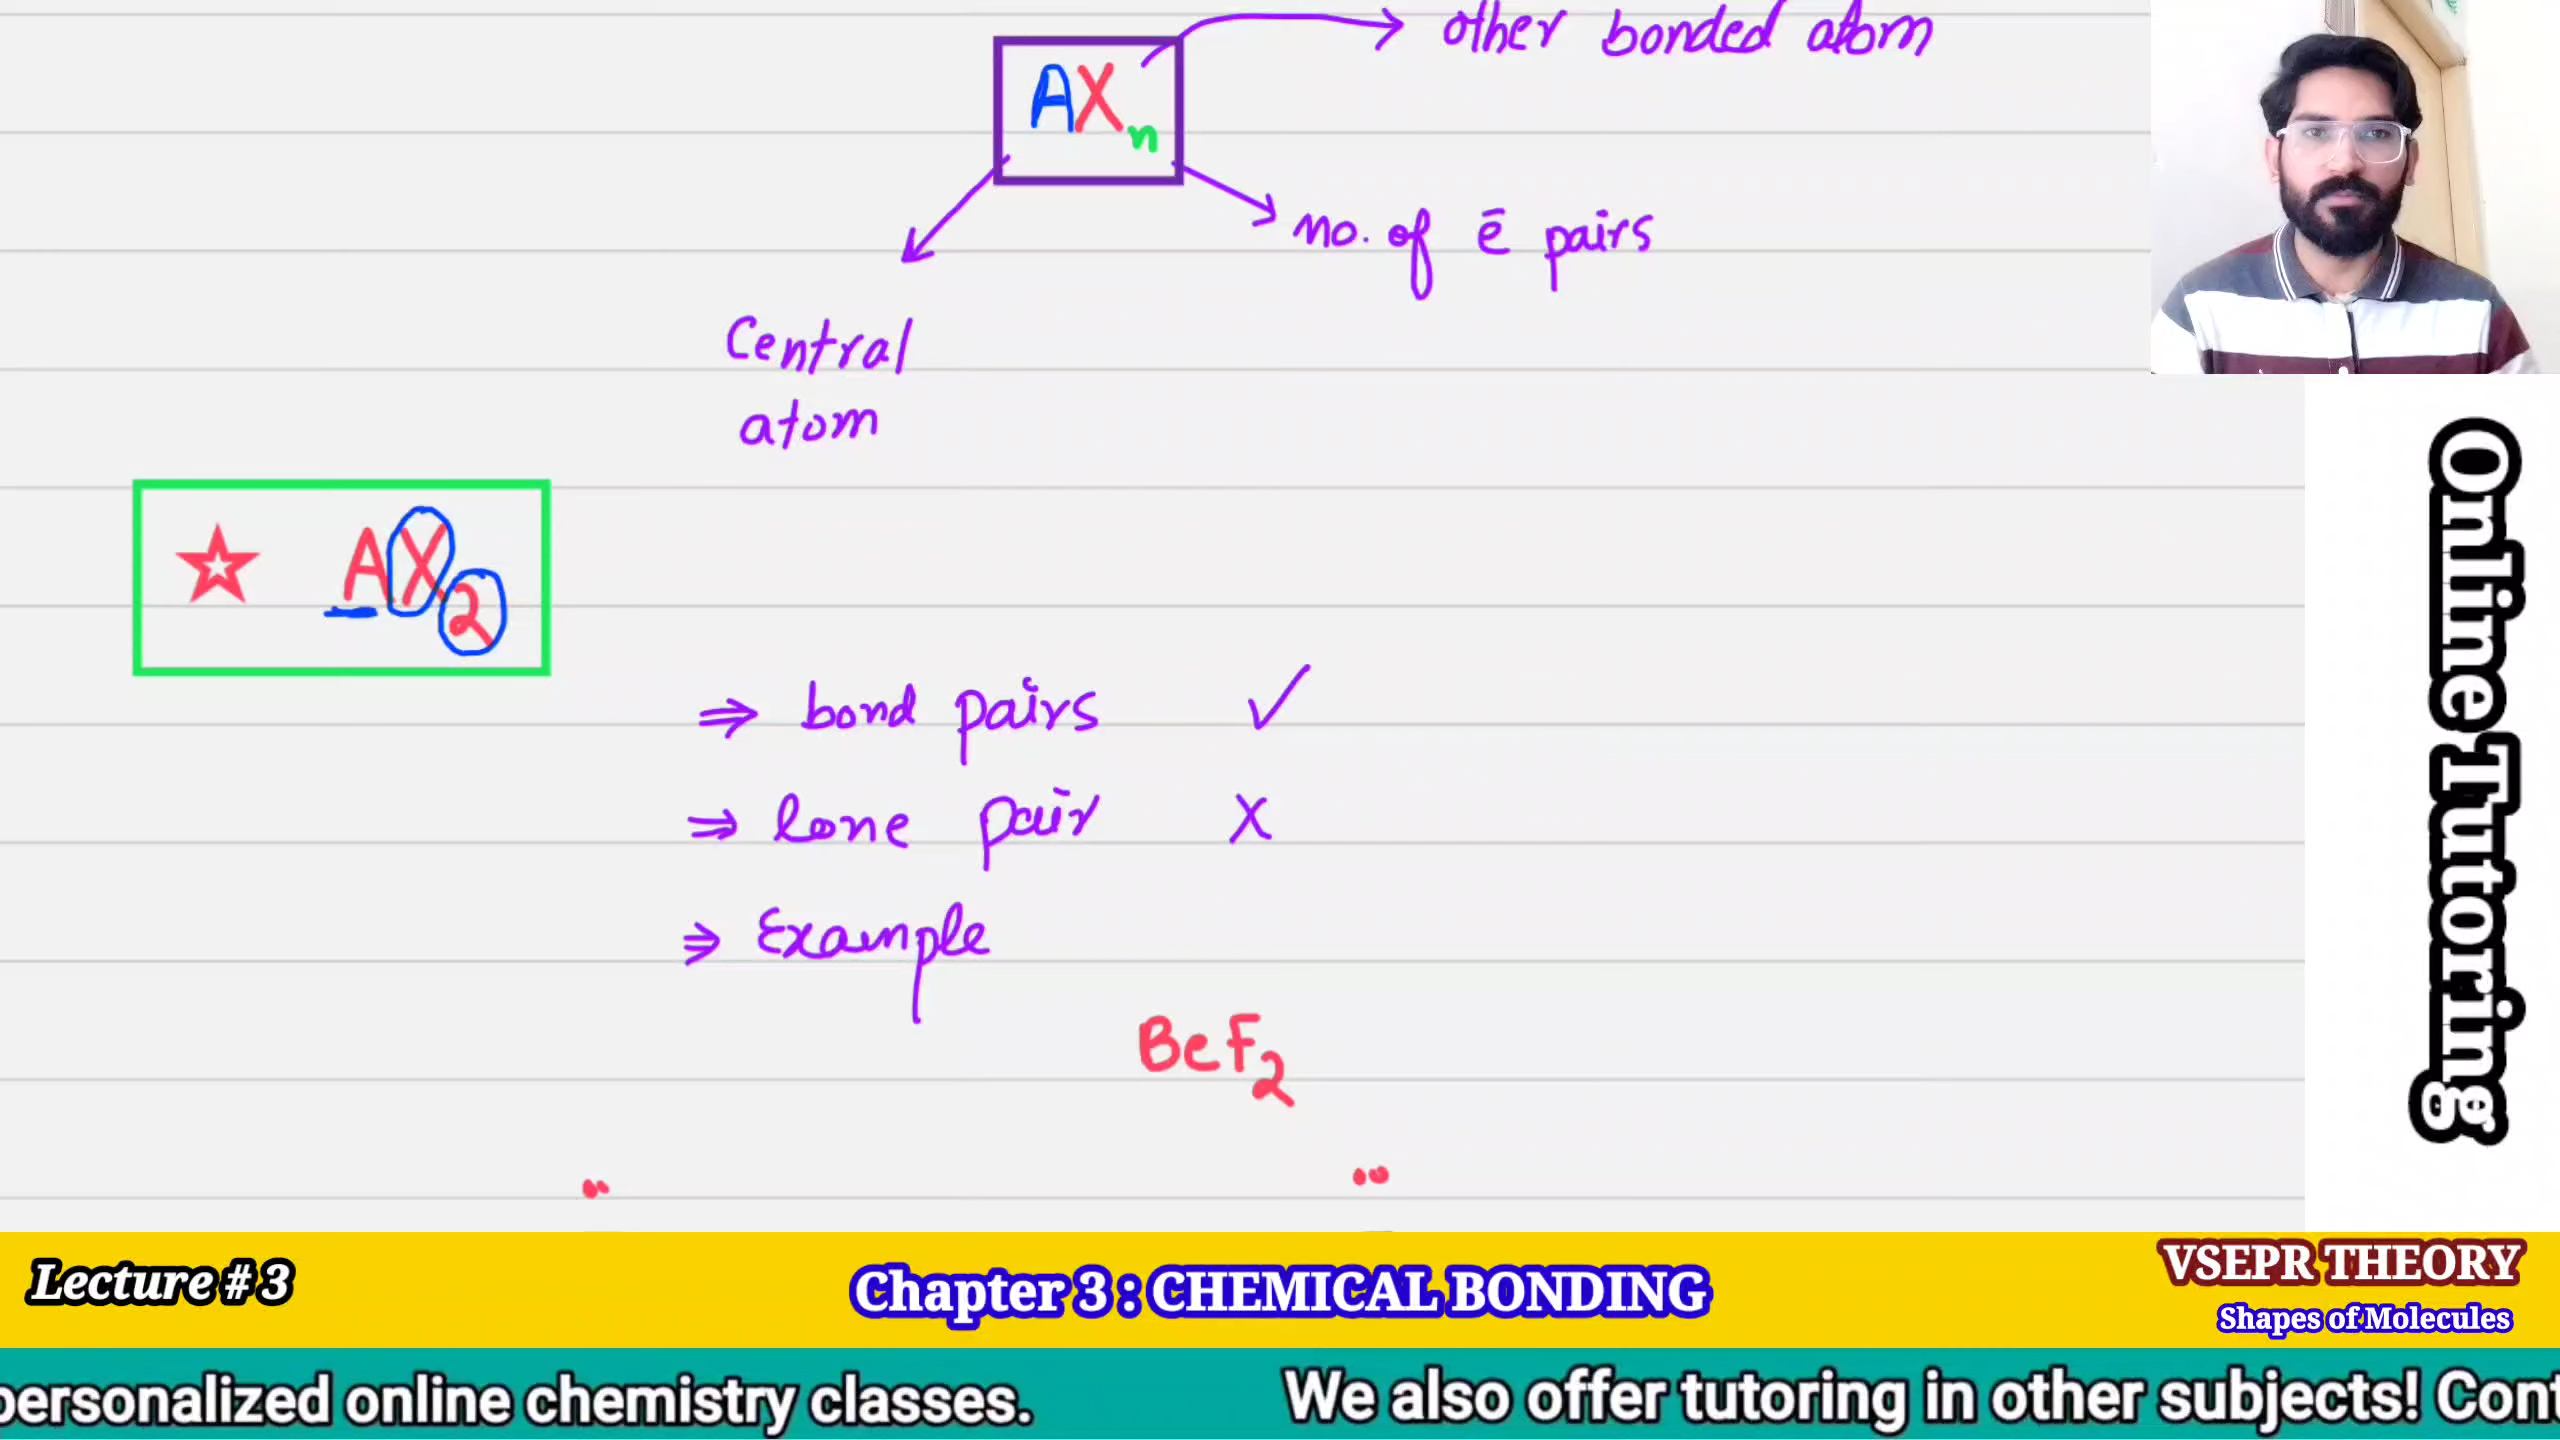 other bonded atom
AXn
no. of ē pairs
Central
atom
☆ AX2
⇒ bond pairs ✓
⇒ lone pair X
⇒ Example
BeF2
Online Tutoring
Lecture # 3
Chapter 3 : CHEMICAL BONDING
VSEPR THEORY
Shapes of Molecules
personalized online chemistry classes. We also offer tutoring in other subjects! Cont